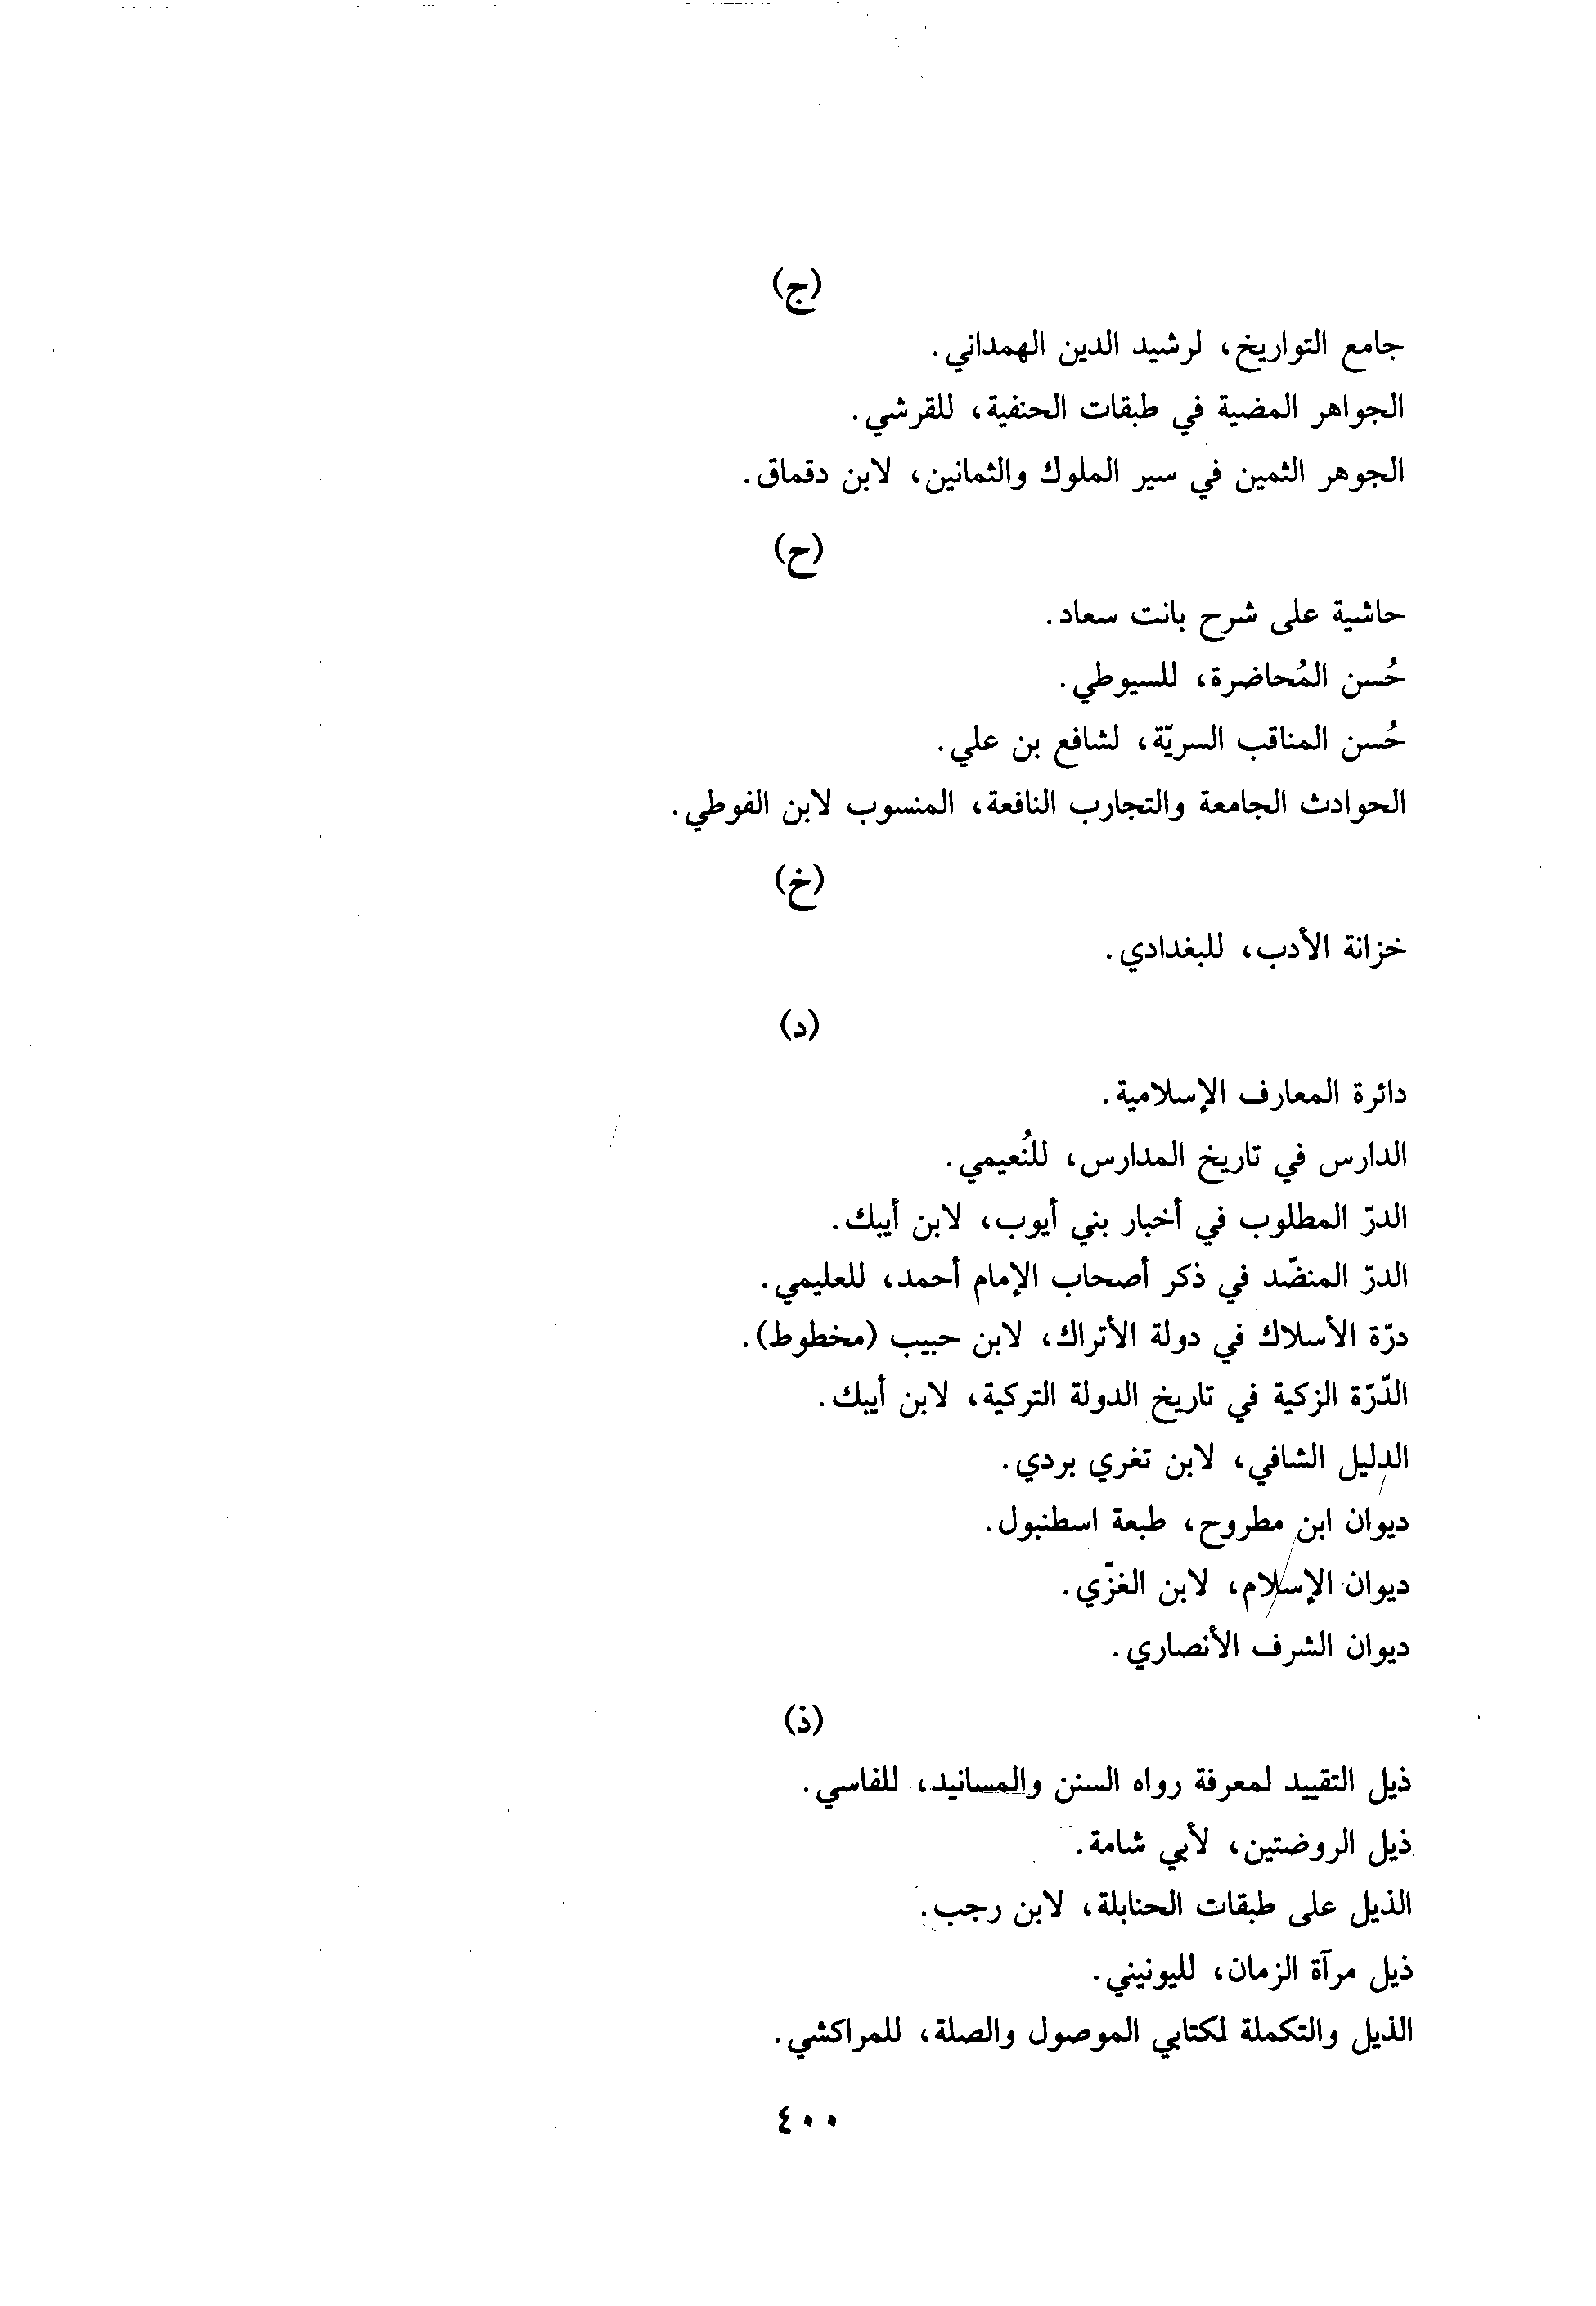 (ج)
جامع التواريخ، لرشيد الدين الهمداني.
الجواهر المضية في طبقات الحنفية، للقرشي.
الجوهر الثمين في سير الملوك والثمانين، لابن دقماق.
(ح)
حاشية على شرح بانت سعاد.
حُسن المُحاضرة، للسيوطي.
حُسن المناقب السريّة، لشافع بن علي.
الحوادث الجامعة والتجارب النافعة، المنسوب لابن الفوطي.
(خ)
خزانة الأدب، للبغدادي.
(د)
دائرة المعارف الإسلامية.
الدارس في تاريخ المدارس، للنُعيمي.
الدرّ المطلوب في أخبار بني أيوب، لابن أيبك.
الدرّ المنضّد في ذكر أصحاب الإمام أحمد، للعليمي.
درّة الأسلاك في دولة الأتراك، لابن حبيب (مخطوط).
الدّرّة الزكية في تاريخ الدولة التركية، لابن أيبك.
الدليل الشافي، لابن تغري بردي.
ديوان ابن مطروح، طبعة اسطنبول.
ديوان الإسلام، لابن الغزّي.
ديوان الشرف الأنصاري.
(ذ)
ذيل التقييد لمعرفة رواه السنن والمسانيد، للفاسي.
ذيل الروضتين، لأبي شامة.
الذيل على طبقات الحنابلة، لابن رجب.
ذيل مرآة الزمان، لليونيني.
الذيل والتكملة لكتابي الموصول والصلة، للمراكشي.
٤٠٠